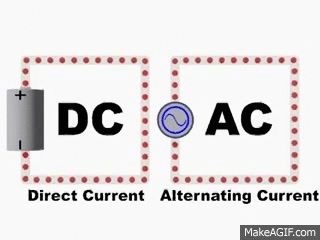 +
DC
AC
-
Direct Current
Alternating Current
MakeAGIF.com